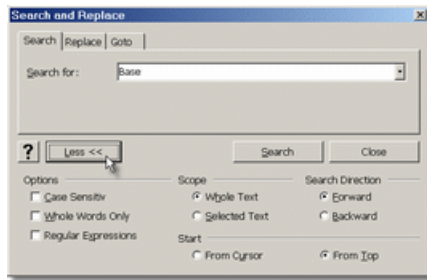 Search and Replace
Search Replace Goto
Search for: Base
? Less << Search Close
Options Scope Search Direction
Case Sensitiv Whole Text Forward
Whole Words Only Selected Text Backward
Regular Expressions Start
From Cursor From Top